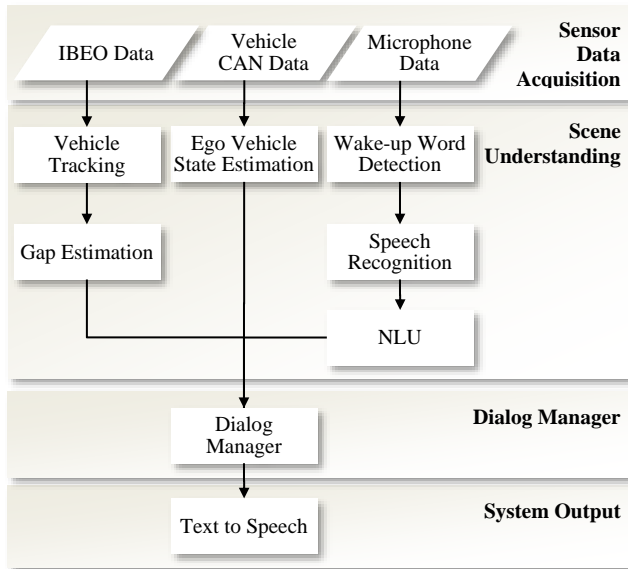 IBEO Data
Vehicle
CAN Data
Microphone
Data
Sensor
Data
Acquisition
Vehicle
Tracking
Ego Vehicle
State Estimation
Wake-up Word
Detection
Scene
Understanding
Gap Estimation
Speech
Recognition
NLU
Dialog
Manager
Dialog Manager
Text to Speech
System Output